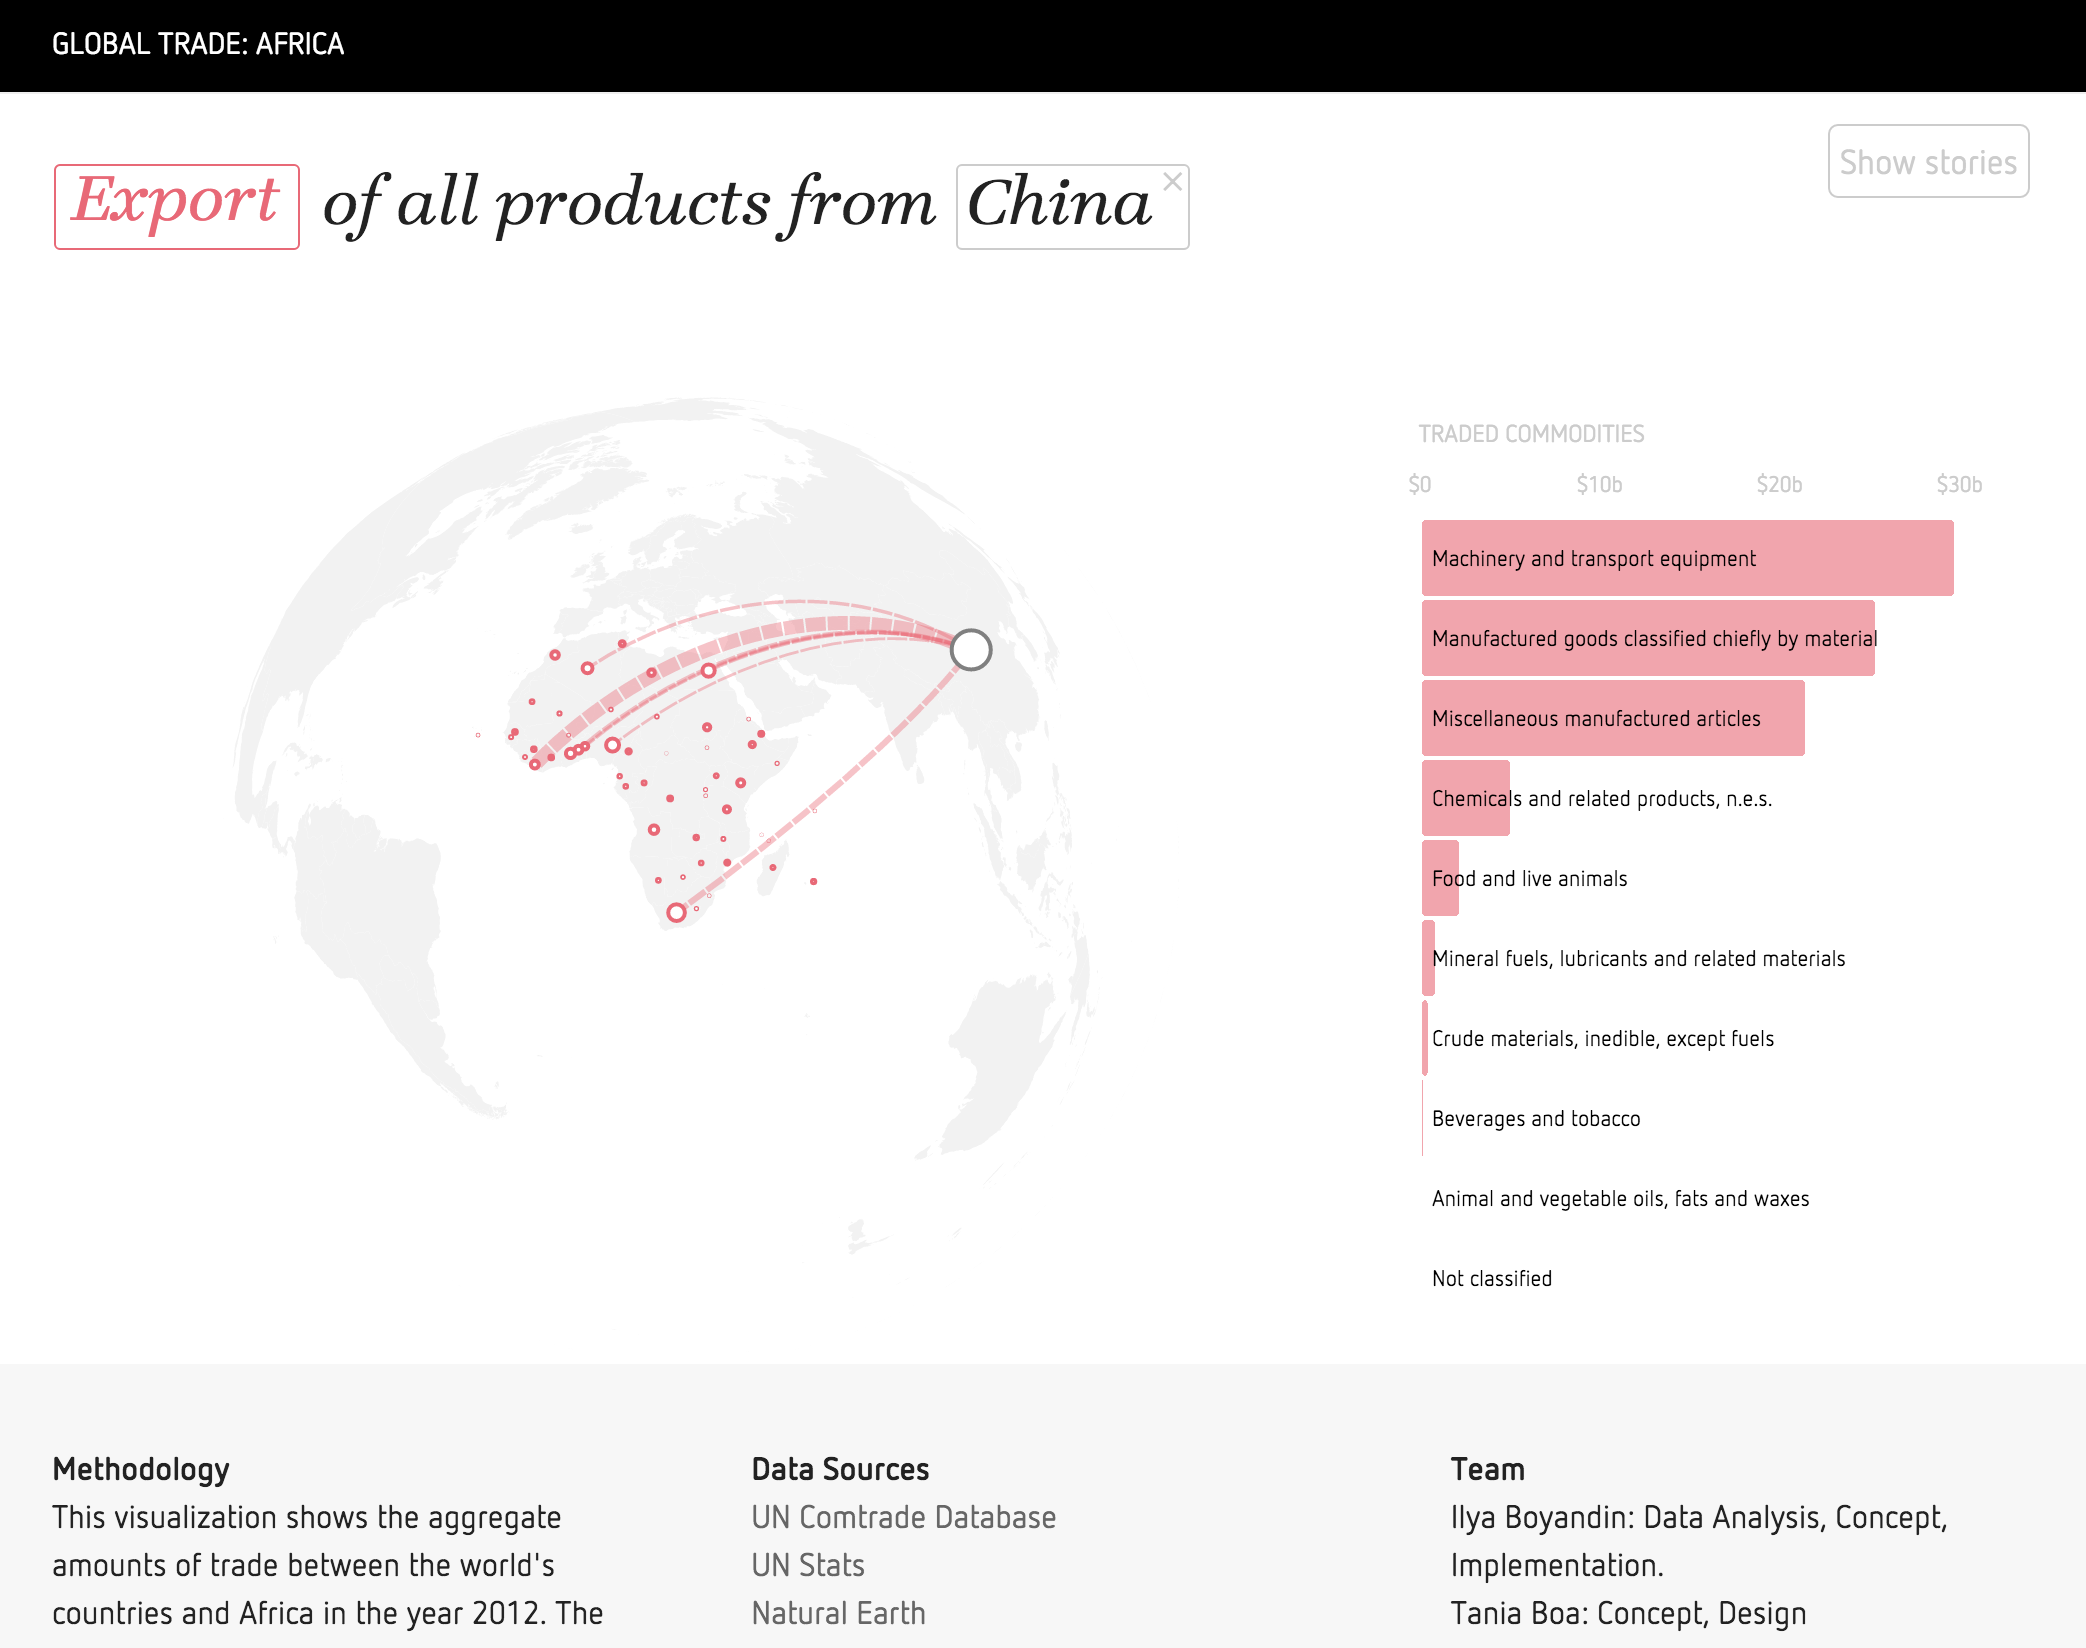 GLOBAL TRADE: AFRICA
Show stories
Export of all products from China ×
TRADED COMMODITIES
$0 $10b $20b $30b
Machinery and transport equipment
Manufactured goods classified chiefly by material
Miscellaneous manufactured articles
Chemicals and related products, n.e.s.
Food and live animals
Mineral fuels, lubricants and related materials
Crude materials, inedible, except fuels
Beverages and tobacco
Animal and vegetable oils, fats and waxes
Not classified
Methodology
This visualization shows the aggregate
amounts of trade between the world's
countries and Africa in the year 2012. The
Data Sources
UN Comtrade Database
UN Stats
Natural Earth
Team
Ilya Boyandin: Data Analysis, Concept,
Implementation.
Tania Boa: Concept, Design